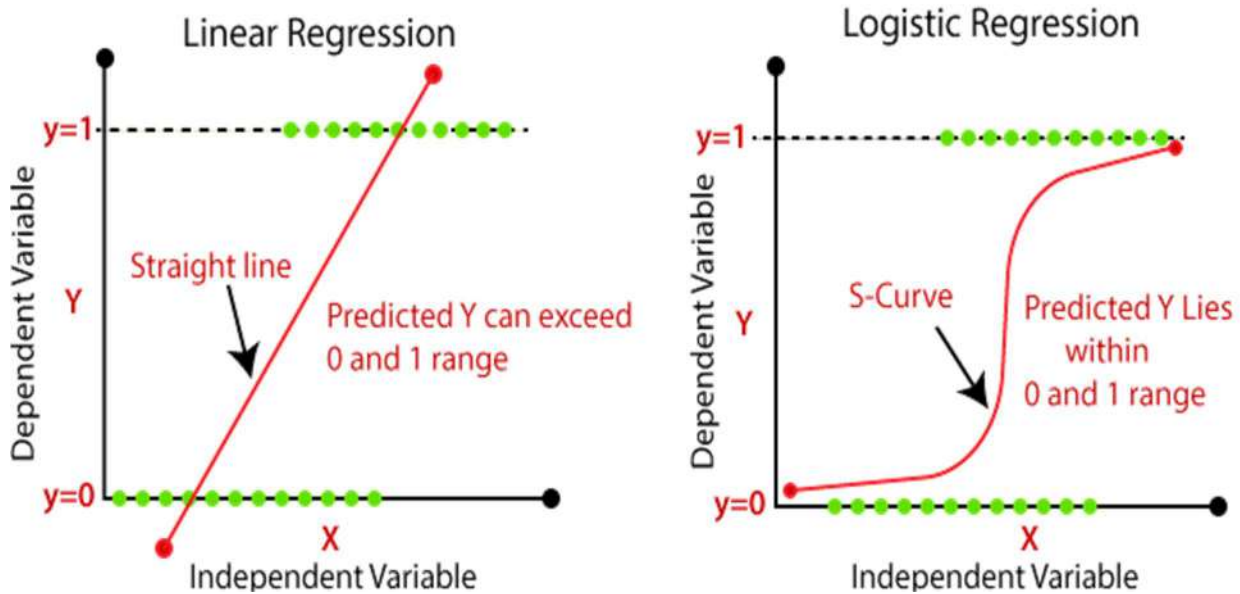 Linear Regression
y=1
Dependent Variable
Y
Straight line
Predicted Y can exceed
0 and 1 range
y=0
X
Independent Variable
Logistic Regression
y=1
Dependent Variable
Y
S-Curve
Predicted Y Lies
within
0 and 1 range
y=0
X
Independent Variable